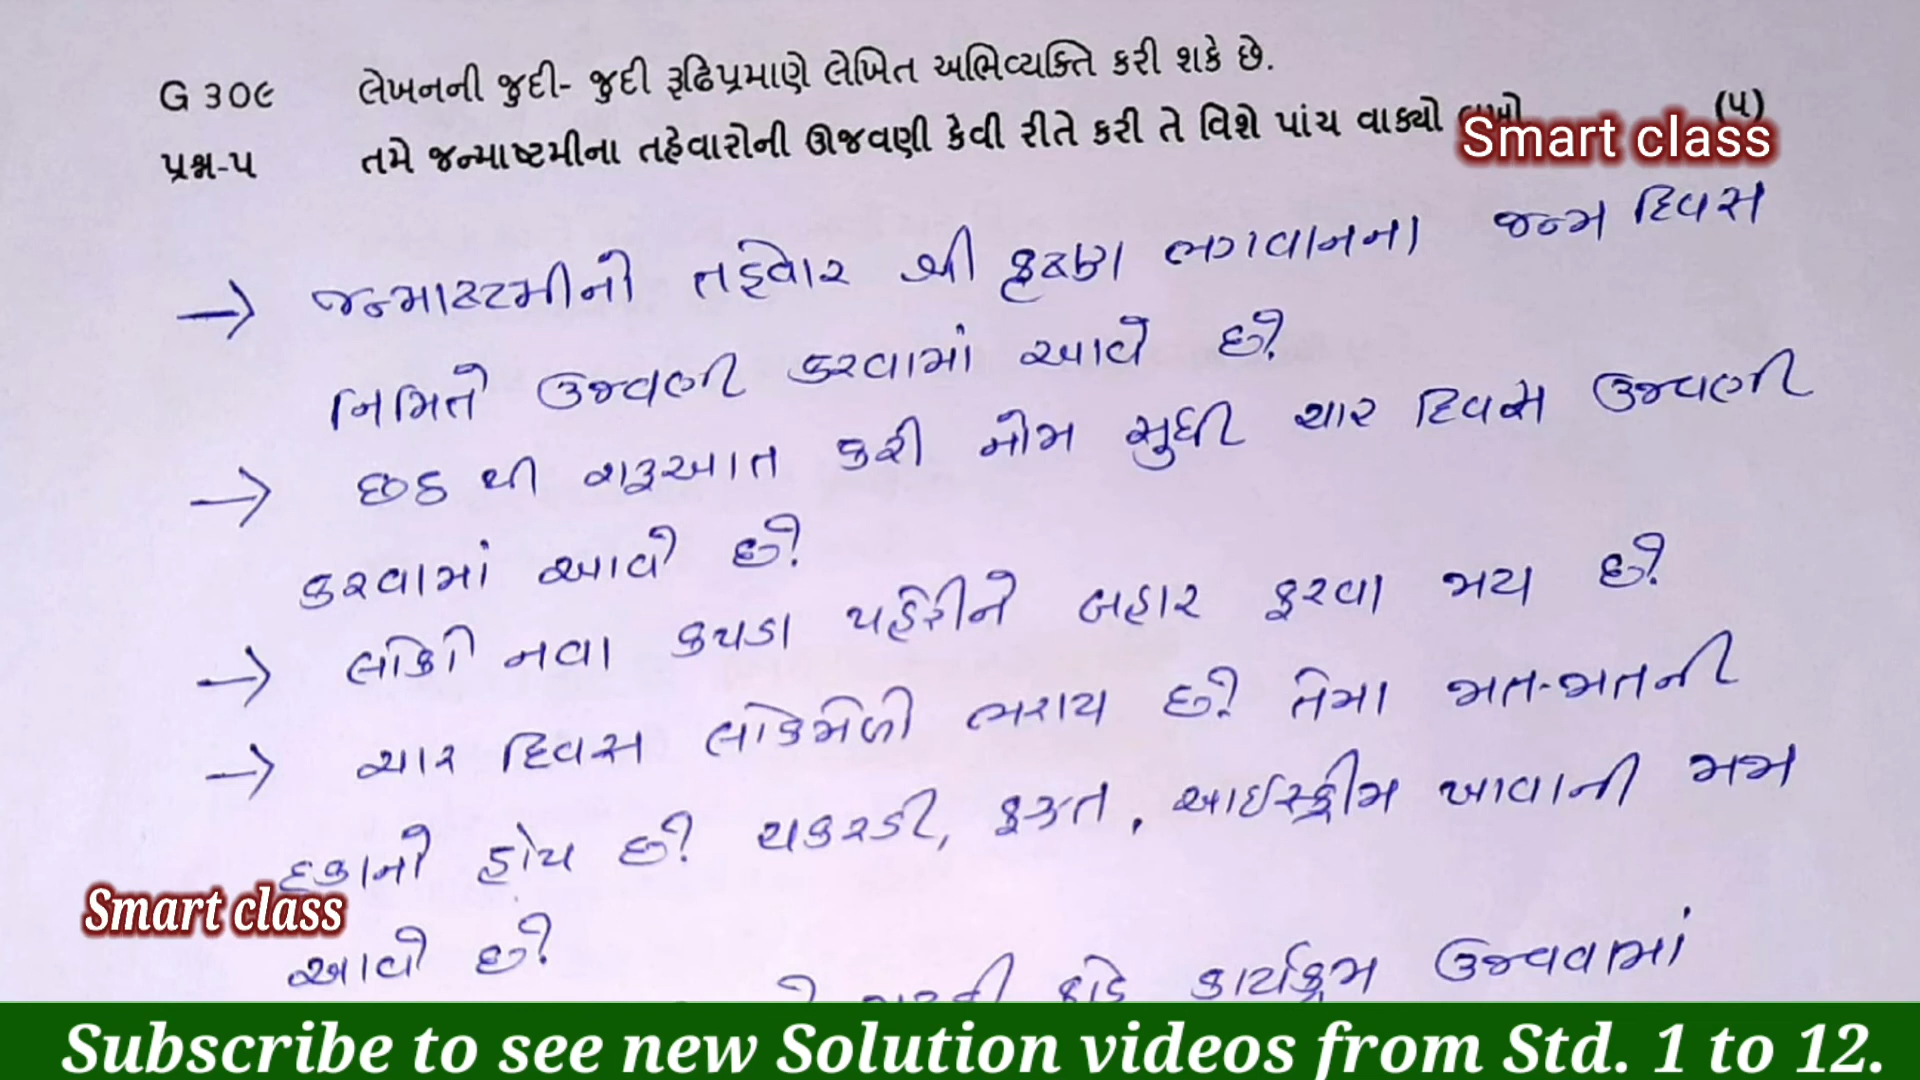 G ૩૦૯ લેખનની જુદી- જુદી રૂઢિપ્રમાણે લેખિત અભિવ્યક્તિ કરી શકે છે.
પ્રશ્ન-૫ તમે જન્માષ્ટમીના તહેવારોની ઊજવણી કેવી રીતે કરી તે વિશે પાંચ વાક્યો (૫)
Smart class
→ જન્માષ્ટમીનો તહેવાર શ્રી કૃષ્ણ ભગવાનના જન્મ દિવસ
નિમિતે ઉજવણી કરવામાં આવે છે.
→ છઠ થી શરૂઆત કરી નોમ સુધી ચાર દિવસ ઉજવણી
કરવામાં આવે છે.
→ લોકો નવા કપડા પહેરીને બહાર ફરવા જાય છે.
→ ચાર દિવસ લોકમેળો ભરાય છે. તેમા જાત-જાતની
દુકાનો હોય છે. ચકરડી, ફજત, આઈસ્ક્રીમ ખાવાની મજા
Smart class
આવે છે.
કાર્યક્રમ ઉજવવામાં
Subscribe to see new Solution videos from Std. 1 to 12.